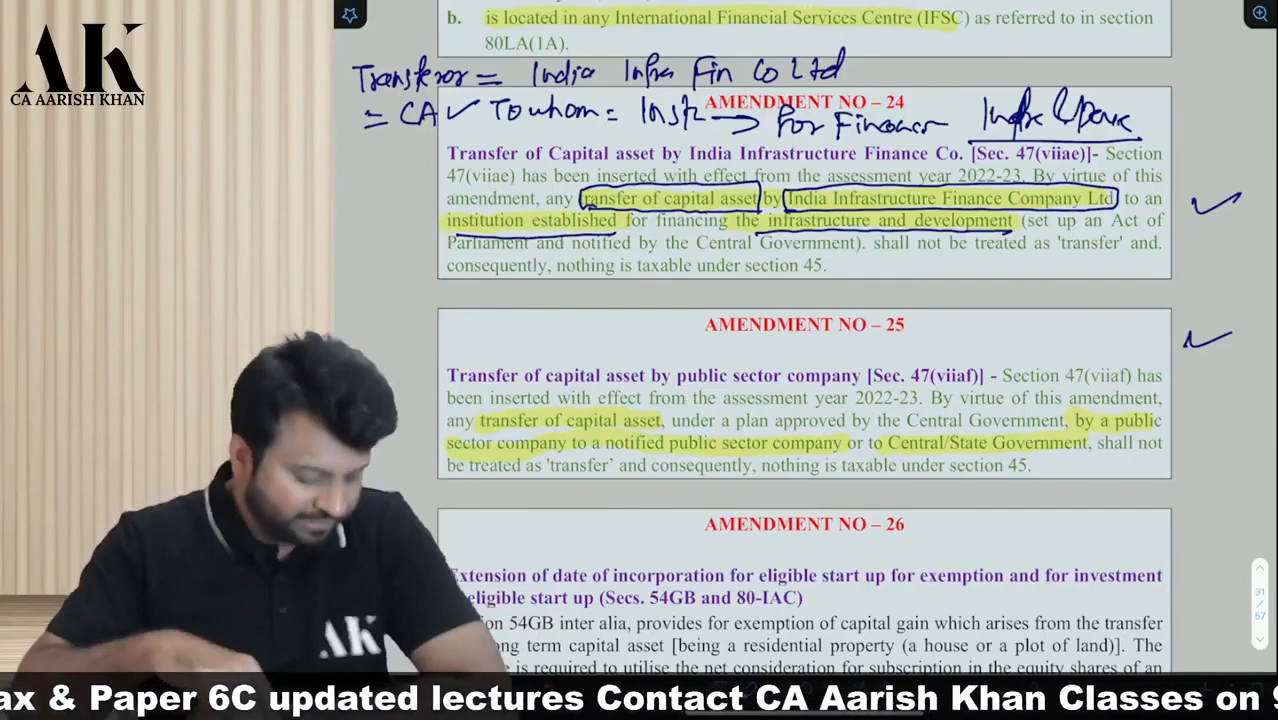 b. is located in any International Financial Services Centre (IFSC) as referred to in section
80LA(1A).
AK
CA AARISH KHAN
Transferor = India Infra Fin Co Ltd
AMENDMENT NO – 24
= CA ✓ To whom = Inst → For Finance Infra & Deve
Transfer of Capital asset by India Infrastructure Finance Co. [Sec. 47(viiae)]- Section
47(viiae) has been inserted with effect from the assessment year 2022-23. By virtue of this
amendment, any transfer of capital asset by India Infrastructure Finance Company Ltd to an
institution established for financing the infrastructure and development (set up an Act of
Parliament and notified by the Central Government). shall not be treated as 'transfer' and.
consequently, nothing is taxable under section 45.
AMENDMENT NO – 25
Transfer of capital asset by public sector company [Sec. 47(viiaf)] - Section 47(viiaf) has
been inserted with effect from the assessment year 2022-23. By virtue of this amendment,
any transfer of capital asset, under a plan approved by the Central Government, by a public
sector company to a notified public sector company or to Central/State Government, shall not
be treated as 'transfer' and consequently, nothing is taxable under section 45.
AMENDMENT NO – 26
Extension of date of incorporation for eligible start up for exemption and for investment
eligible start up (Secs. 54GB and 80-IAC)
on 54GB inter alia, provides for exemption of capital gain which arises from the transfer
ong term capital asset [being a residential property (a house or a plot of land)]. The
e is required to utilise the net consideration for subscription in the equity shares of an
31
/
57
AK
ax & Paper 6C updated lectures Contact CA Aarish Khan Classes on 9